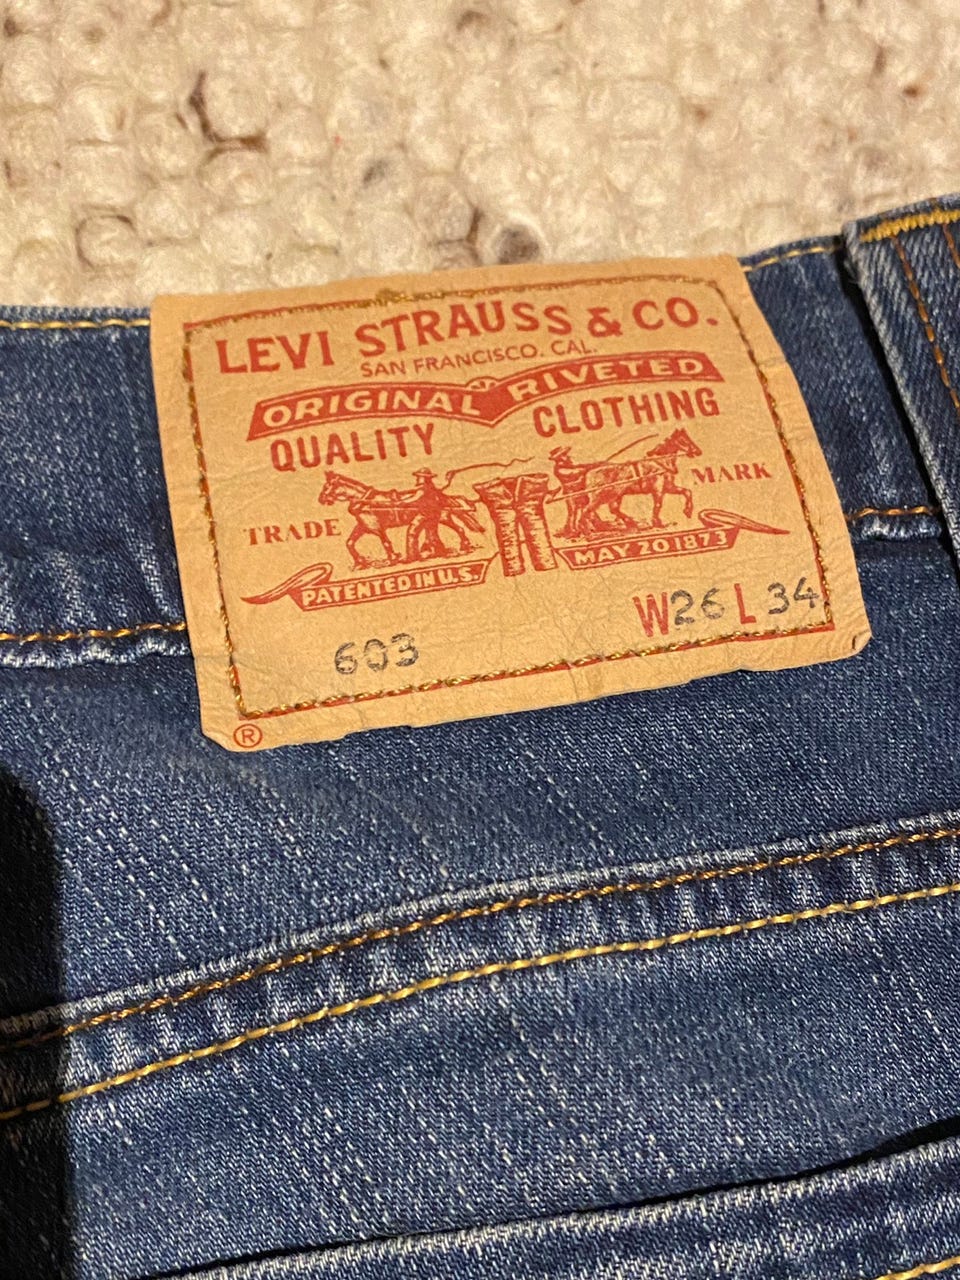 LEVI STRAUSS & CO.
SAN FRANCISCO. CAL.
ORIGINAL RIVETED
QUALITY CLOTHING
TRADE MARK
PATENTED IN U.S. MAY 20 1873
603 W26 L 34
®